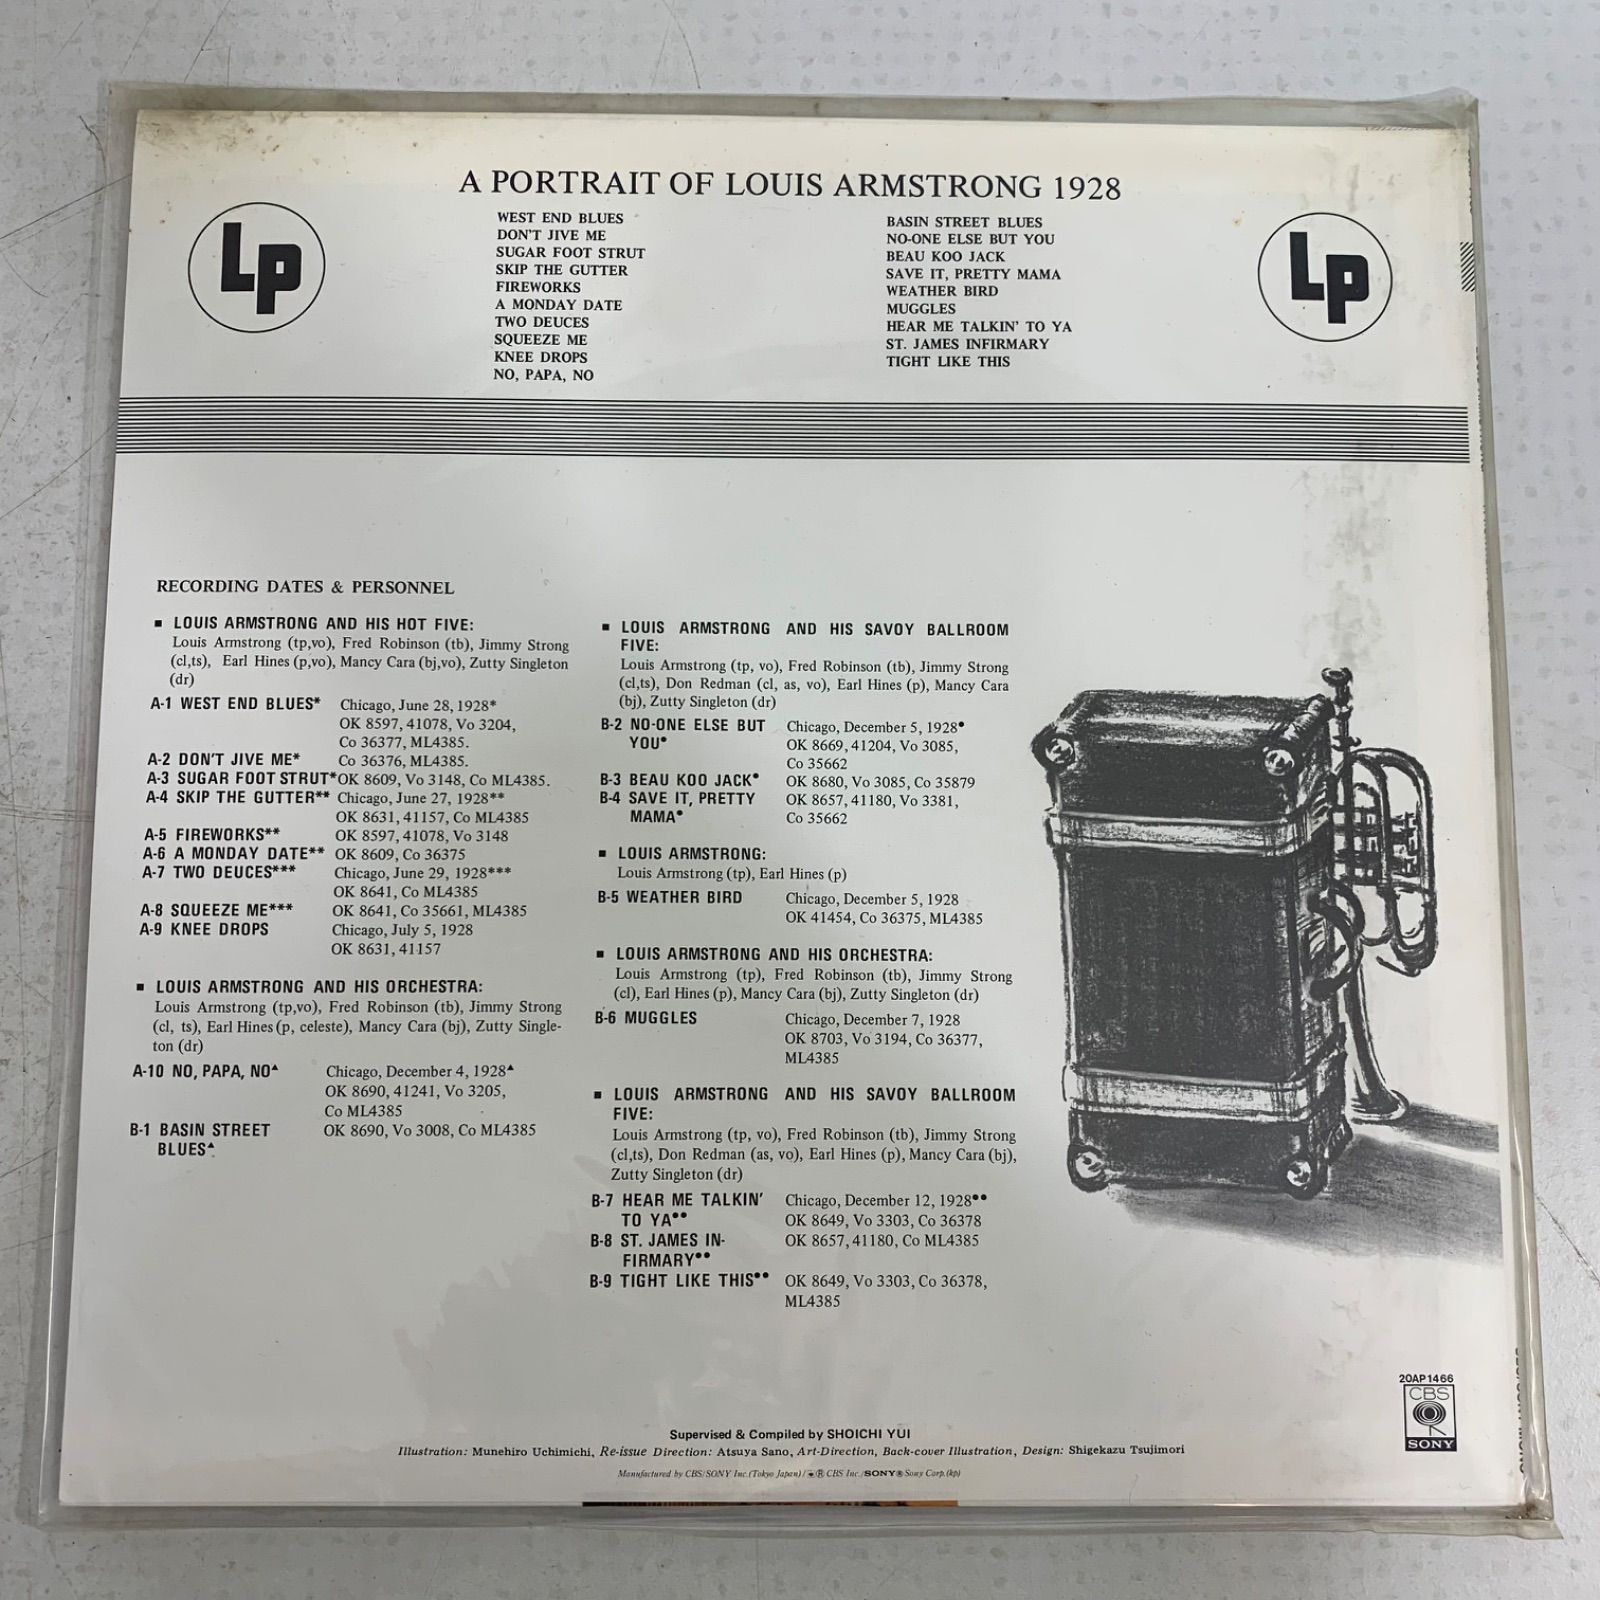 A PORTRAIT OF LOUIS ARMSTRONG 1928
Lp
WEST END BLUES
DON'T JIVE ME
SUGAR FOOT STRUT
SKIP THE GUTTER
FIREWORKS
A MONDAY DATE
TWO DEUCES
SQUEEZE ME
KNEE DROPS
NO, PAPA, NO
BASIN STREET BLUES
NO-ONE ELSE BUT YOU
BEAU KOO JACK
SAVE IT, PRETTY MAMA
WEATHER BIRD
MUGGLES
HEAR ME TALKIN' TO YA
ST. JAMES INFIRMARY
TIGHT LIKE THIS
Lp
RECORDING DATES & PERSONNEL
▪ LOUIS ARMSTRONG AND HIS HOT FIVE:
Louis Armstrong (tp,vo), Fred Robinson (tb), Jimmy Strong
(cl,ts), Earl Hines (p,vo), Mancy Cara (bj,vo), Zutty Singleton
(dr)
A-1 WEST END BLUES* Chicago, June 28, 1928*
OK 8597, 41078, Vo 3204,
Co 36377, ML4385.
A-2 DON'T JIVE ME* Co 36376, ML4385.
A-3 SUGAR FOOT STRUT* OK 8609, Vo 3148, Co ML4385.
A-4 SKIP THE GUTTER** Chicago, June 27, 1928**
OK 8631, 41157, Co ML4385
A-5 FIREWORKS** OK 8597, 41078, Vo 3148
A-6 A MONDAY DATE** OK 8609, Co 36375
A-7 TWO DEUCES*** Chicago, June 29, 1928***
OK 8641, Co ML4385
A-8 SQUEEZE ME*** OK 8641, Co 35661, ML4385
A-9 KNEE DROPS Chicago, July 5, 1928
OK 8631, 41157
▪ LOUIS ARMSTRONG AND HIS ORCHESTRA:
Louis Armstrong (tp,vo), Fred Robinson (tb), Jimmy Strong
(cl, ts), Earl Hines (p, celeste), Mancy Cara (bj), Zutty Single-
ton (dr)
A-10 NO, PAPA, NO▲ Chicago, December 4, 1928▲
OK 8690, 41241, Vo 3205,
Co ML4385
B-1 BASIN STREET OK 8690, Vo 3008, Co ML4385
BLUES▲
▪ LOUIS ARMSTRONG AND HIS SAVOY BALLROOM
FIVE:
Louis Armstrong (tp, vo), Fred Robinson (tb), Jimmy Strong
(cl,ts), Don Redman (cl, as, vo), Earl Hines (p), Mancy Cara
(bj), Zutty Singleton (dr)
B-2 NO-ONE ELSE BUT Chicago, December 5, 1928●
YOU● OK 8669, 41204, Vo 3085,
Co 35662
B-3 BEAU KOO JACK● OK 8680, Vo 3085, Co 35879
B-4 SAVE IT, PRETTY OK 8657, 41180, Vo 3381,
MAMA● Co 35662
▪ LOUIS ARMSTRONG:
Louis Armstrong (tp), Earl Hines (p)
B-5 WEATHER BIRD Chicago, December 5, 1928
OK 41454, Co 36375, ML4385
▪ LOUIS ARMSTRONG AND HIS ORCHESTRA:
Louis Armstrong (tp), Fred Robinson (tb), Jimmy Strong
(cl), Earl Hines (p), Mancy Cara (bj), Zutty Singleton (dr)
B-6 MUGGLES Chicago, December 7, 1928
OK 8703, Vo 3194, Co 36377,
ML4385
▪ LOUIS ARMSTRONG AND HIS SAVOY BALLROOM
FIVE:
Louis Armstrong (tp, vo), Fred Robinson (tb), Jimmy Strong
(cl,ts), Don Redman (as, vo), Earl Hines (p), Mancy Cara (bj),
Zutty Singleton (dr)
B-7 HEAR ME TALKIN' Chicago, December 12, 1928●●
TO YA●● OK 8649, Vo 3303, Co 36378
B-8 ST. JAMES IN- OK 8657, 41180, Co ML4385
FIRMARY●●
B-9 TIGHT LIKE THIS●● OK 8649, Vo 3303, Co 36378,
ML4385
20AP 1466
CBS
SONY
Supervised & Compiled by SHOICHI YUI
Illustration: Munehiro Uchimichi, Re-issue Direction: Atsuya Sano, Art-Direction, Back-cover Illustration, Design: Shigekazu Tsujimori
Manufactured by CBS/SONY Inc. (Tokyo Japan) / ® CBS Inc./SONY® Sony Corp. (kp)